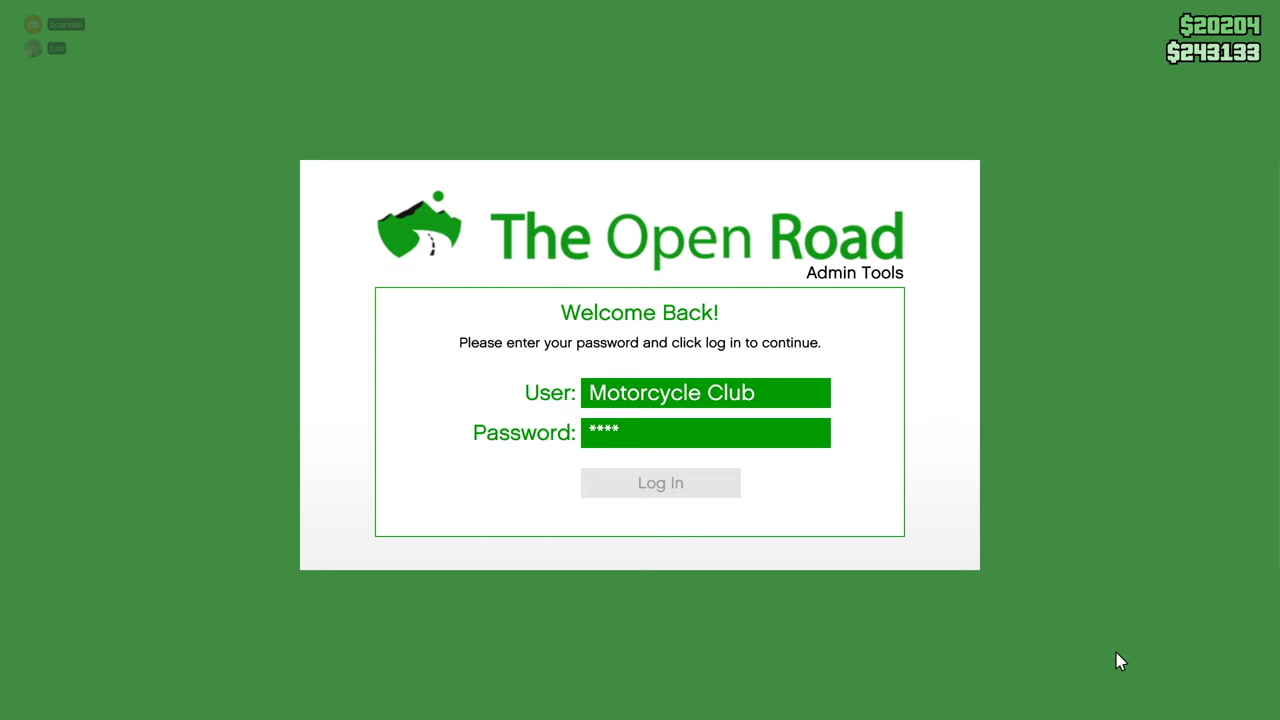 $20204
$243133
The Open Road
Admin Tools
Welcome Back!
Please enter your password and click log in to continue.
User: Motorcycle Club
Password: ****
Log In